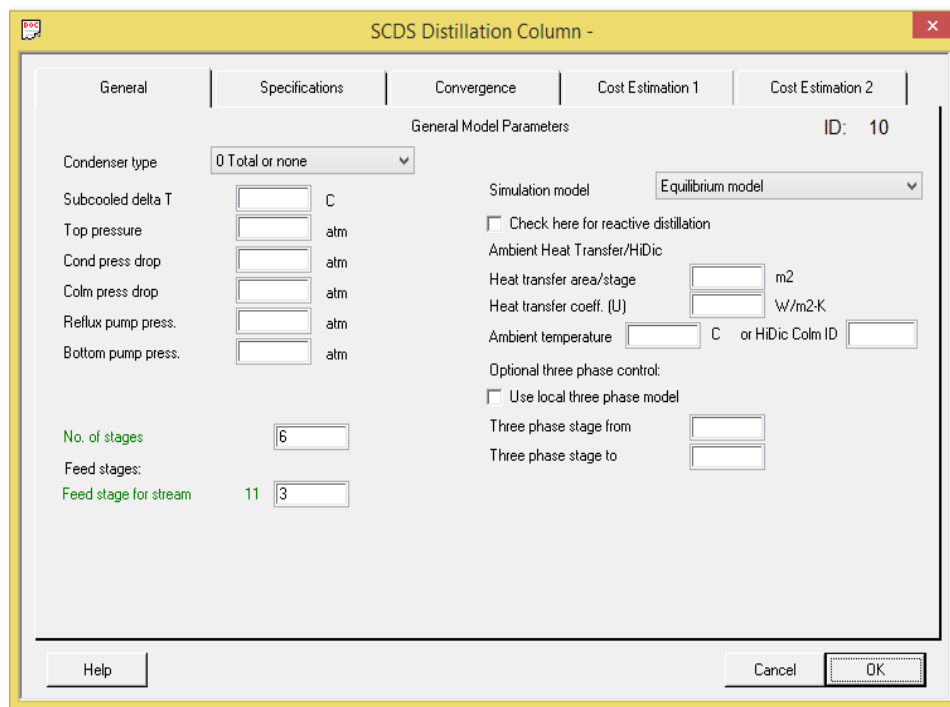 DOC
SCDS Distillation Column -
×
General Specifications Convergence Cost Estimation 1 Cost Estimation 2
General Model Parameters
ID: 10
Condenser type 0 Total or none
Subcooled delta T C
Top pressure atm
Cond press drop atm
Colm press drop atm
Reflux pump press. atm
Bottom pump press. atm
No. of stages 6
Feed stages:
Feed stage for stream 11 3
Simulation model Equilibrium model
Check here for reactive distillation
Ambient Heat Transfer/HiDic
Heat transfer area/stage m2
Heat transfer coeff. (U) W/m2-K
Ambient temperature C or HiDic Colm ID
Optional three phase control:
Use local three phase model
Three phase stage from
Three phase stage to
Help Cancel OK